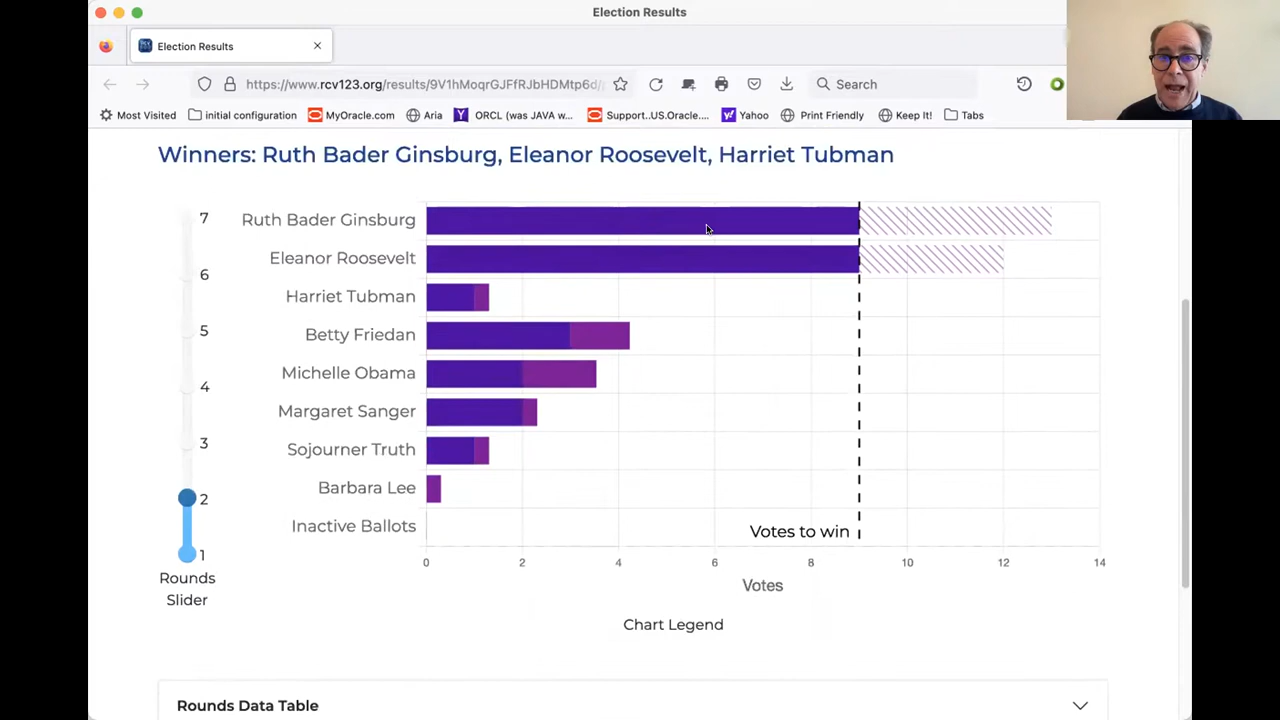 Election Results
Election Results
https://www.rcv123.org/results/9V1hMoqrGJFfRJbHDMtp6d/
Search
Most Visited
initial configuration
MyOracle.com
Aria
ORCL (was JAVA w...
Support..US.Oracle....
Yahoo
Print Friendly
Keep It!
Tabs
Winners: Ruth Bader Ginsburg, Eleanor Roosevelt, Harriet Tubman
7
6
5
4
3
2
1
Rounds
Slider
Ruth Bader Ginsburg
Eleanor Roosevelt
Harriet Tubman
Betty Friedan
Michelle Obama
Margaret Sanger
Sojourner Truth
Barbara Lee
Inactive Ballots
Votes to win
0 2 4 6 8 10 12 14
Votes
Chart Legend
Rounds Data Table